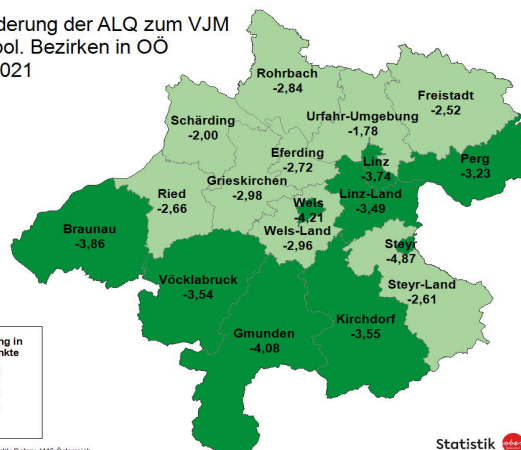 derung der ALQ zum VJM
pol. Bezirken in OÖ
2021
Rohrbach
-2,84
Freistadt
-2,52
Schärding
-2,00
Urfahr-Umgebung
-1,78
Eferding
-2,72
Linz
-3,74
Perg
-3,23
Grieskirchen
-2,98
Ried
-2,66
Wels
-4,21
Linz-Land
-3,49
Braunau
-3,86
Wels-Land
-2,96
Steyr
-4,87
Vöcklabruck
-3,54
Steyr-Land
-2,61
Kirchdorf
-3,55
Gmunden
-4,08
ng in
nkte
Statistik